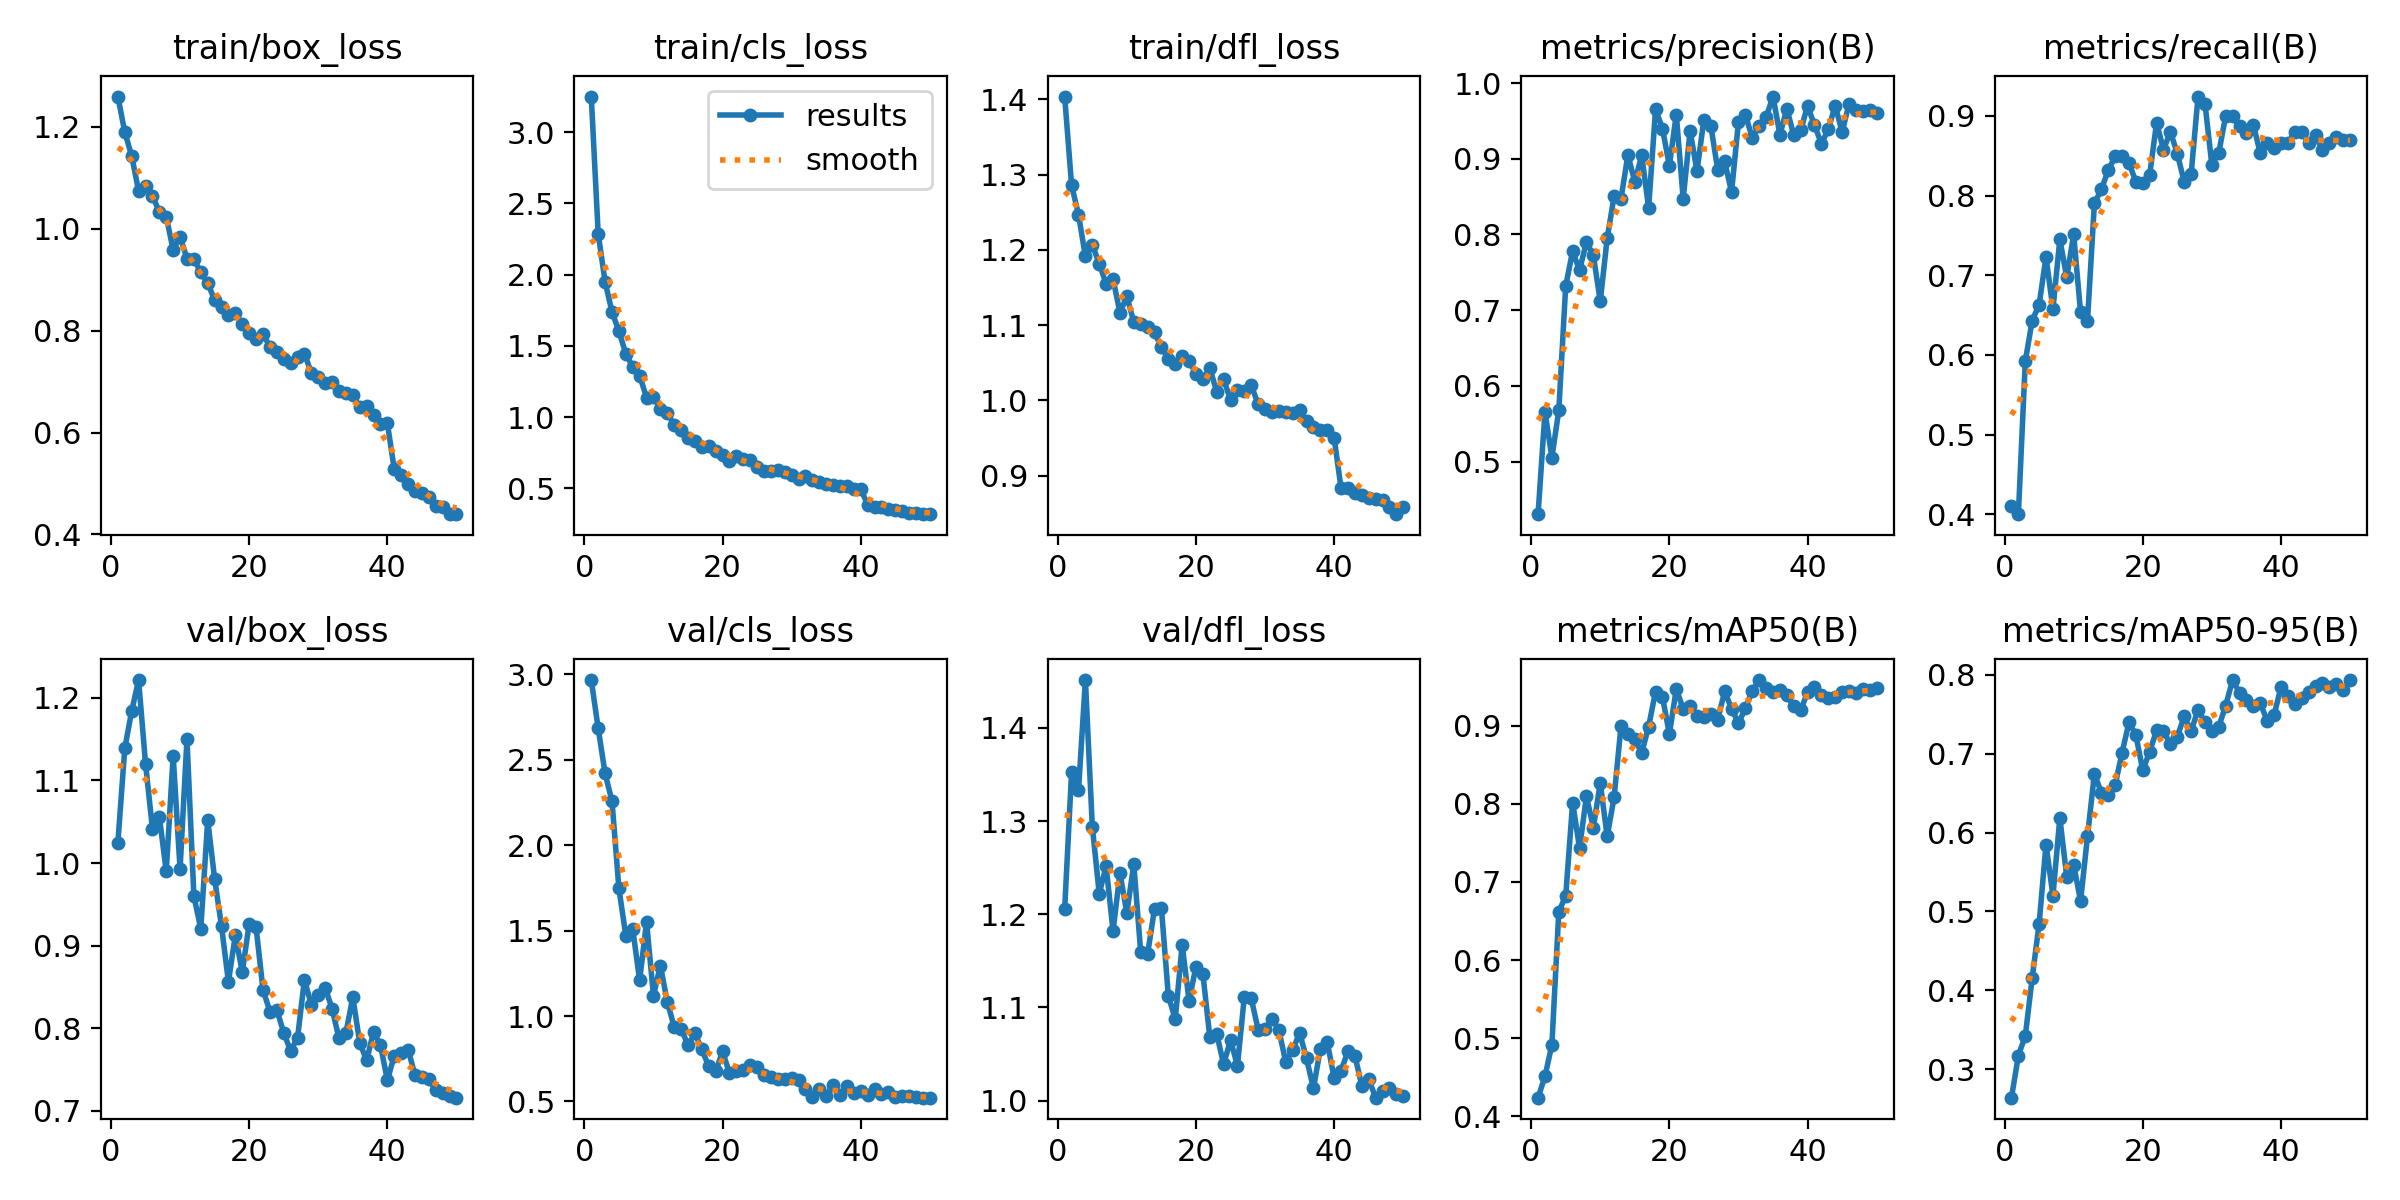 train/box_loss
1.2
1.0
0.8
0.6
0.4
0 20 40
train/cls_loss
results
smooth
3.0
2.5
2.0
1.5
1.0
0.5
0 20 40
train/dfl_loss
1.4
1.3
1.2
1.1
1.0
0.9
0 20 40
metrics/precision(B)
1.0
0.9
0.8
0.7
0.6
0.5
0 20 40
metrics/recall(B)
0.9
0.8
0.7
0.6
0.5
0.4
0 20 40
val/box_loss
1.2
1.1
1.0
0.9
0.8
0.7
0 20 40
val/cls_loss
3.0
2.5
2.0
1.5
1.0
0.5
0 20 40
val/dfl_loss
1.4
1.3
1.2
1.1
1.0
0 20 40
metrics/mAP50(B)
0.9
0.8
0.7
0.6
0.5
0.4
0 20 40
metrics/mAP50-95(B)
0.8
0.7
0.6
0.5
0.4
0.3
0 20 40